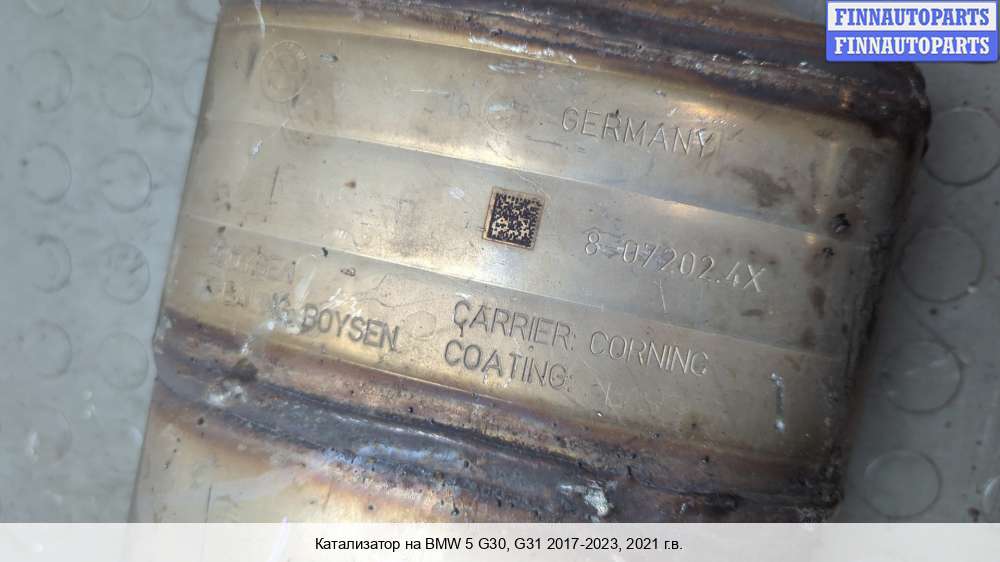 FINNAUTOPARTS
FINNAUTOPARTS
GERMANY
8-07202.4X
BOYSEN
CARRIER: CORNING
COATING:
Катализатор на BMW 5 G30, G31 2017-2023, 2021 г.в.